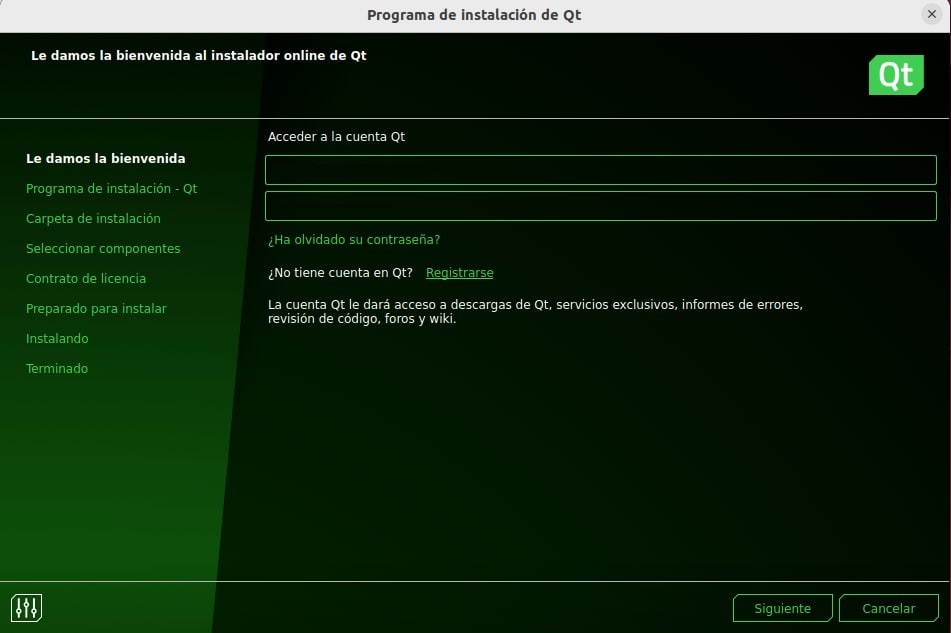 Programa de instalación de Qt
Le damos la bienvenida al instalador online de Qt
Qt
Le damos la bienvenida
Programa de instalación - Qt
Carpeta de instalación
Seleccionar componentes
Contrato de licencia
Preparado para instalar
Instalando
Terminado
Acceder a la cuenta Qt
¿Ha olvidado su contraseña?
¿No tiene cuenta en Qt? Registrarse
La cuenta Qt le dará acceso a descargas de Qt, servicios exclusivos, informes de errores,
revisión de código, foros y wiki.
Siguiente
Cancelar